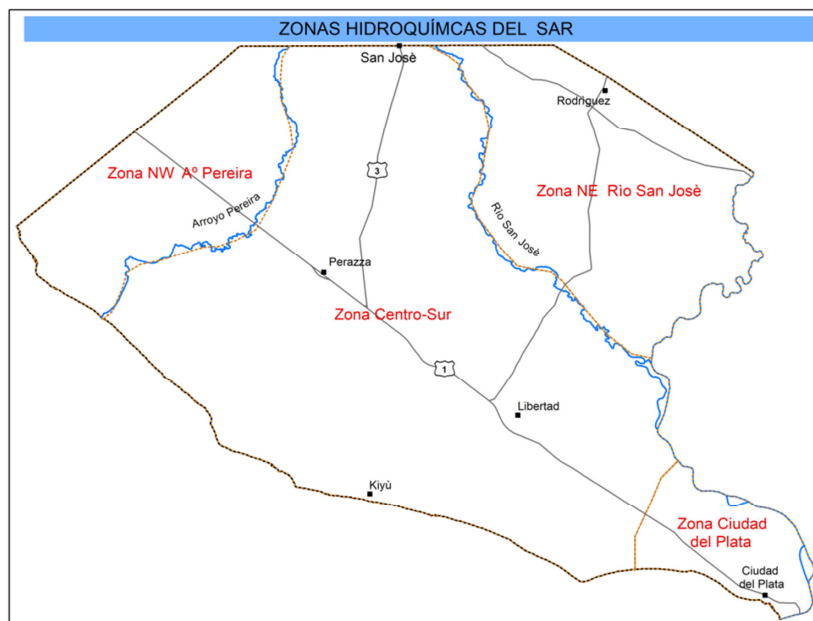 ZONAS HIDROQUÍMCAS DEL SAR
San Josè
Rodríguez
3
Zona NW Aº Pereira
Zona NE Rìo San Josè
Arroyo Pereira
Rìo San Josè
Perazza
Zona Centro-Sur
1
Libertad
Kiyù
Zona Ciudad
del Plata
Ciudad
del Plata